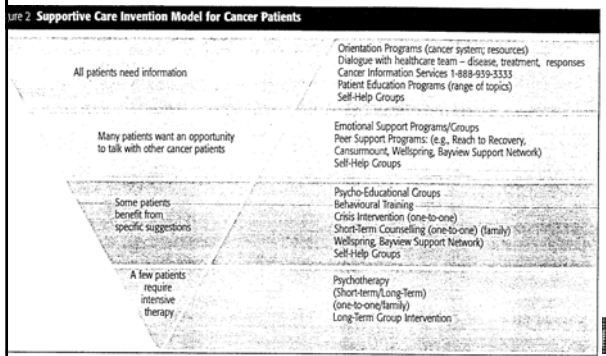 ure 2 Supportive Care Invention Model for Cancer Patients
All patients need information
Orientation Programs (cancer system; resources)
Dialogue with healthcare team – disease, treatment, responses
Cancer Information Services 1-888-939-3333
Patient Education Programs (range of topics)
Self-Help Groups
Many patients want an opportunity
to talk with other cancer patients
Emotional Support Programs/Groups
Peer Support Programs: (e.g., Reach to Recovery,
Cansurmount, Wellspring, Bayview Support Network)
Self-Help Groups
Some patients
benefit from
specific suggestions
Psycho-Educational Groups
Behavioural Training
Crisis Intervention (one-to-one)
Short-Term Counselling (one-to-one) (family)
Wellspring, Bayview Support Network)
Self-Help Groups
A few patients
require
intensive
therapy
Psychotherapy
(Short-term/Long-Term)
(one-to-one/family)
Long-Term Group Intervention